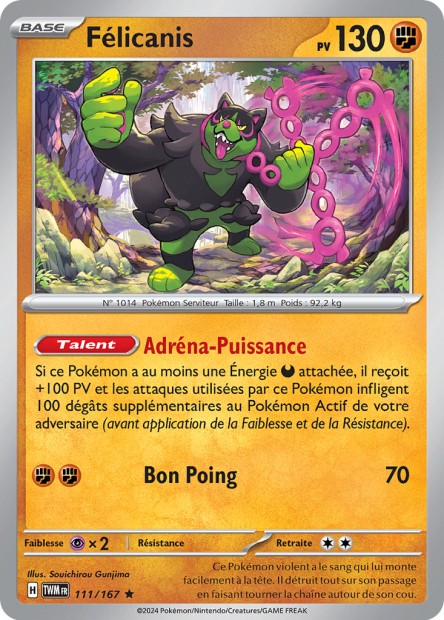 BASE
Félicanis
PV 130
N° 1014 Pokémon Serviteur Taille : 1,8 m Poids : 92,2 kg
Talent Adréna-Puissance
Si ce Pokémon a au moins une Énergie attachée, il reçoit
+100 PV et les attaques utilisées par ce Pokémon infligent
100 dégâts supplémentaires au Pokémon Actif de votre
adversaire (avant application de la Faiblesse et de la Résistance).
Bon Poing 70
Faiblesse ×2 Résistance Retraite
Illus. Souichirou Gunjima
H TWM FR 111/167 ★
Ce Pokémon violent a le sang qui lui monte
facilement à la tête. Il détruit tout sur son passage
en faisant tournoyer la chaîne autour de son cou.
©2024 Pokémon/Nintendo/Creatures/GAME FREAK